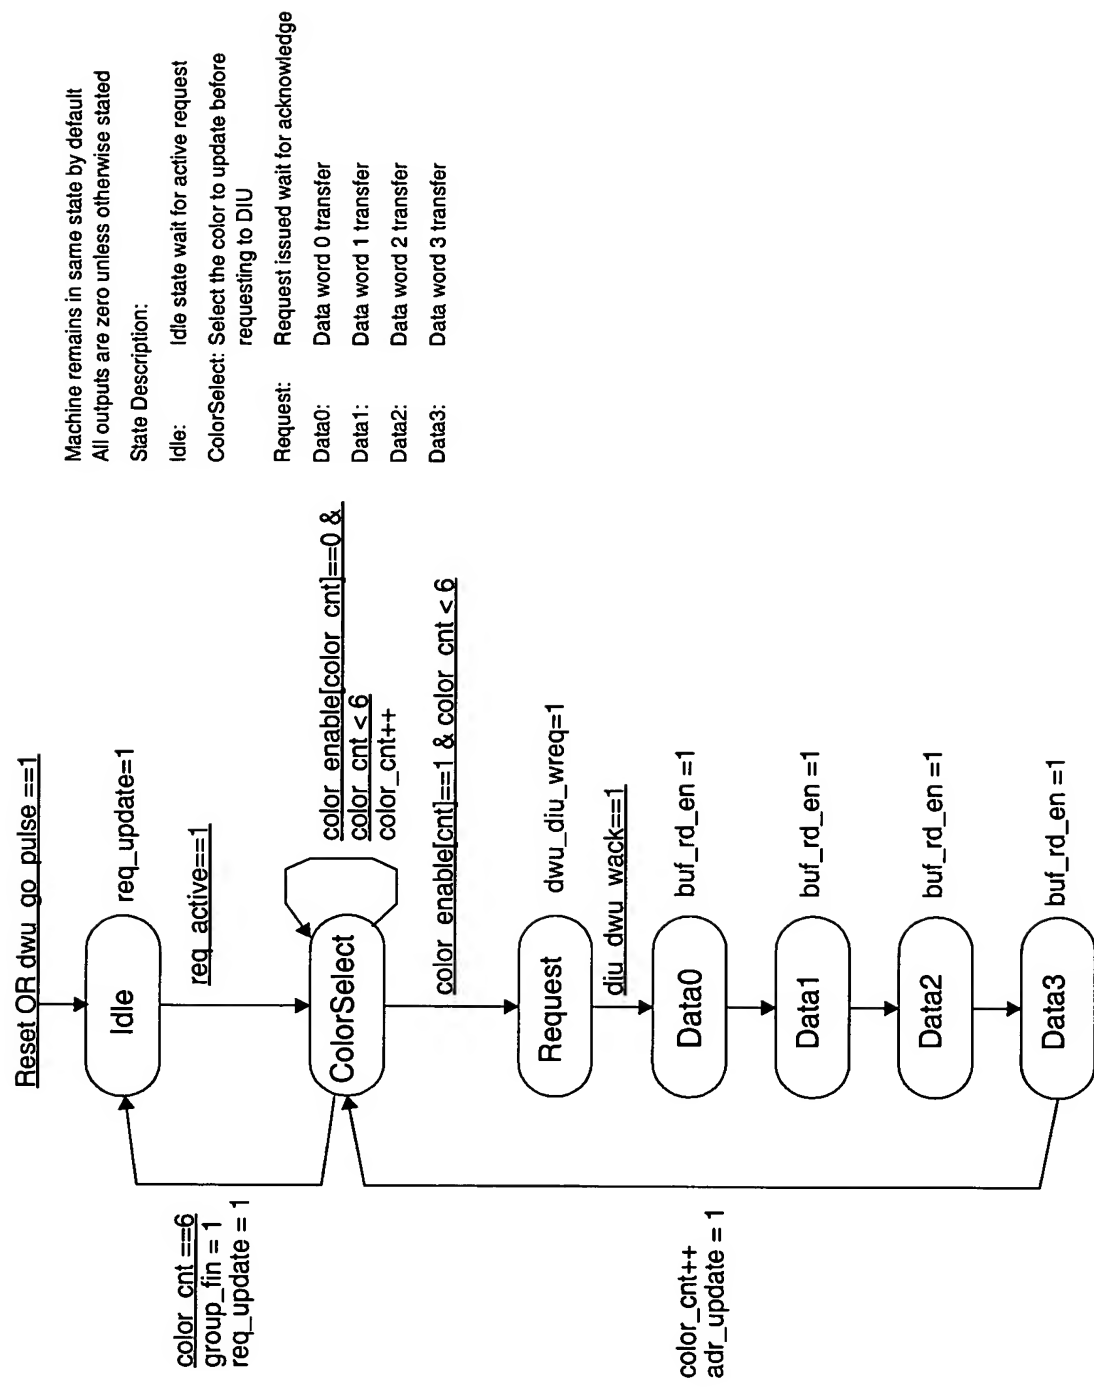 Reset OR dwu_go_pulse ==1
Idle
req_update=1
req_active==1
color_cnt ==6
group_fin = 1
req_update = 1
ColorSelect
color_enable[color_cnt]==0 &
color_cnt < 6
color_cnt++
color_enable[cnt]==1 & color_cnt < 6
Request
dwu_diu_wreq=1
diu_dwu_wack==1
Data0
buf_rd_en =1
Data1
buf_rd_en =1
Data2
buf_rd_en =1
Data3
buf_rd_en =1
color_cnt++
adr_update = 1
Machine remains in same state by default
All outputs are zero unless otherwise stated
State Description:
Idle: Idle state wait for active request
ColorSelect: Select the color to update before
requesting to DIU
Request: Request issued wait for acknowledge
Data0: Data word 0 transfer
Data1: Data word 1 transfer
Data2: Data word 2 transfer
Data3: Data word 3 transfer